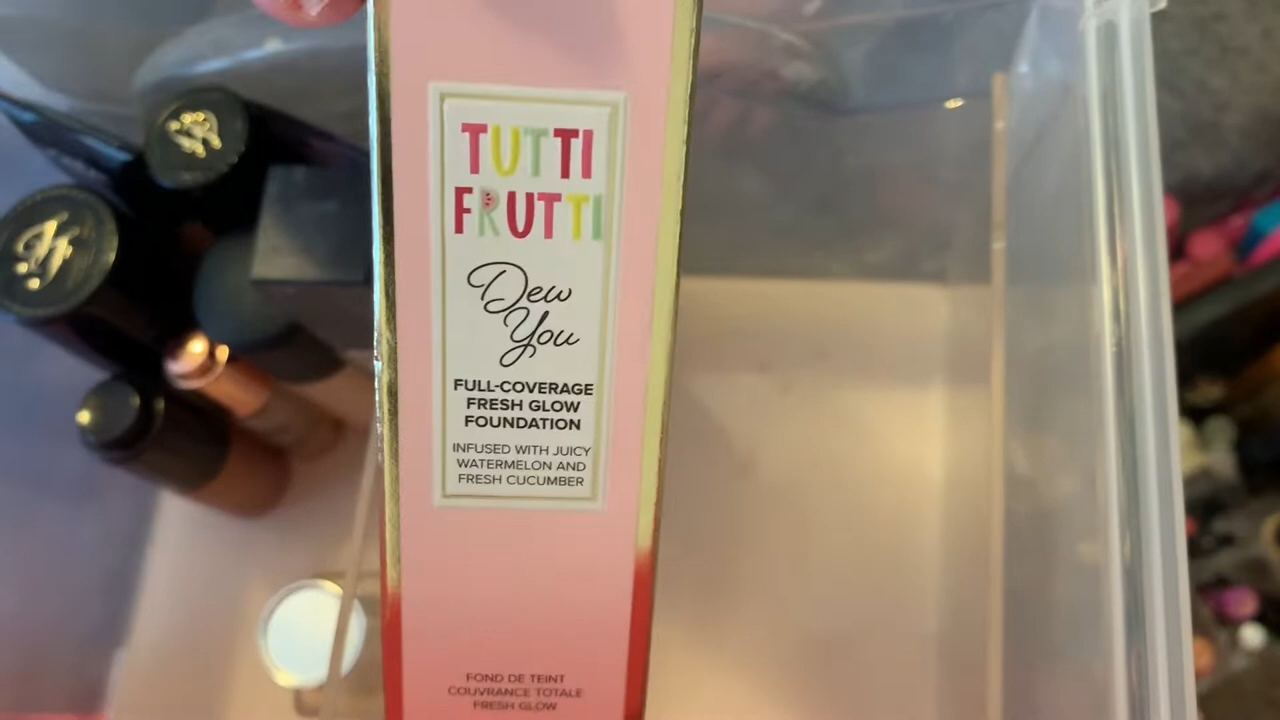 TUTTI
FRUTTI
Dew
You
FULL-COVERAGE
FRESH GLOW
FOUNDATION
INFUSED WITH JUICY
WATERMELON AND
FRESH CUCUMBER
FOND DE TEINT
COUVRANCE TOTALE
FRESH GLOW